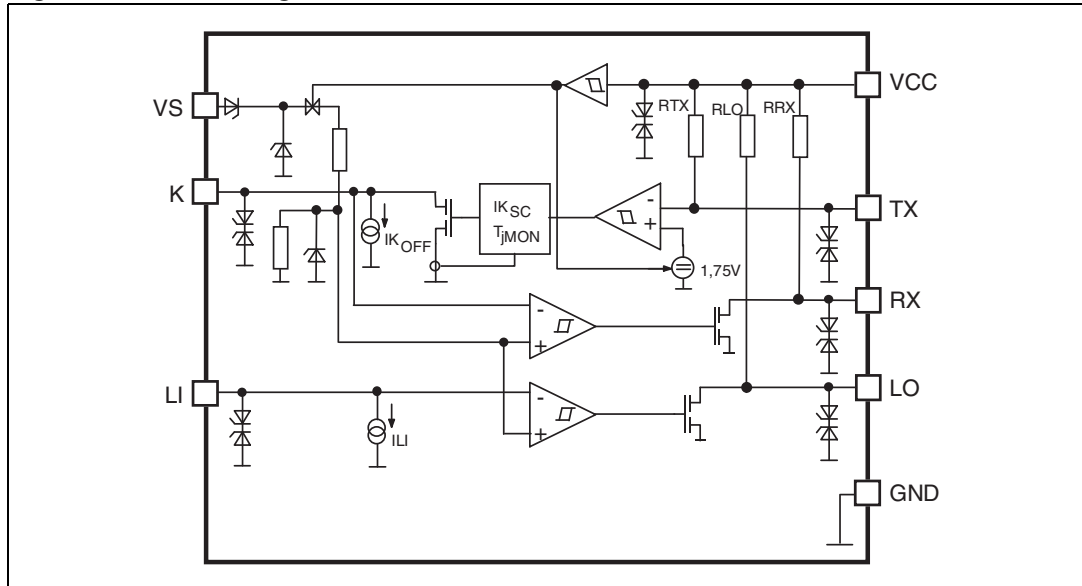 VCC
VS
RTX
RLO
RRX
K
IKSC
TjMON
-
+
TX
IKOFF
1,75V
RX
-
+
LI
LO
-
+
ILI
GND